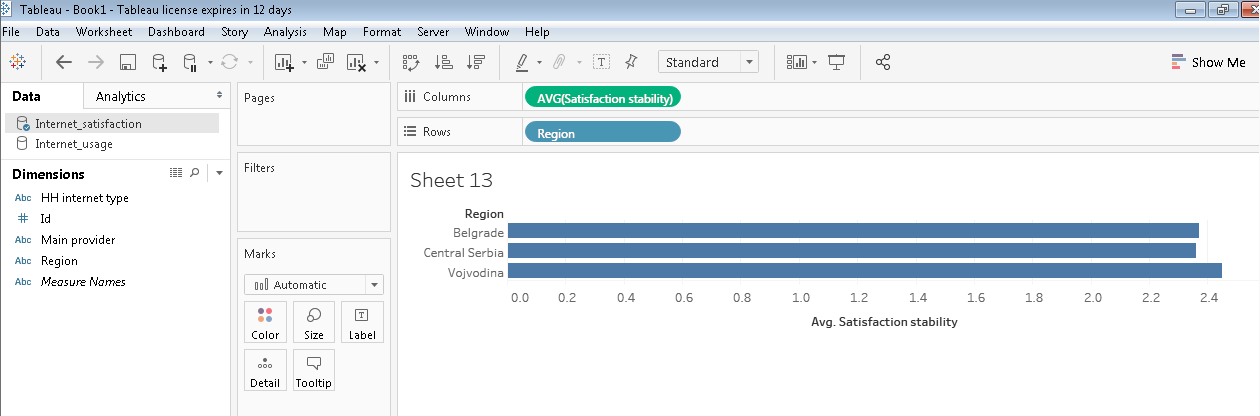 Tableau - Book1 - Tableau license expires in 12 days
File Data Worksheet Dashboard Story Analysis Map Format Server Window Help
Standard Show Me
Data Analytics
Internet_satisfaction
Internet_usage
Dimensions
Abc HH internet type
# Id
Abc Main provider
Abc Region
Abc Measure Names
Pages
Filters
Marks
Automatic
Color Size Label
Detail Tooltip
Columns AVG(Satisfaction stability)
Rows Region
Sheet 13
Region
Belgrade
Central Serbia
Vojvodina
0.0 0.2 0.4 0.6 0.8 1.0 1.2 1.4 1.6 1.8 2.0 2.2 2.4
Avg. Satisfaction stability